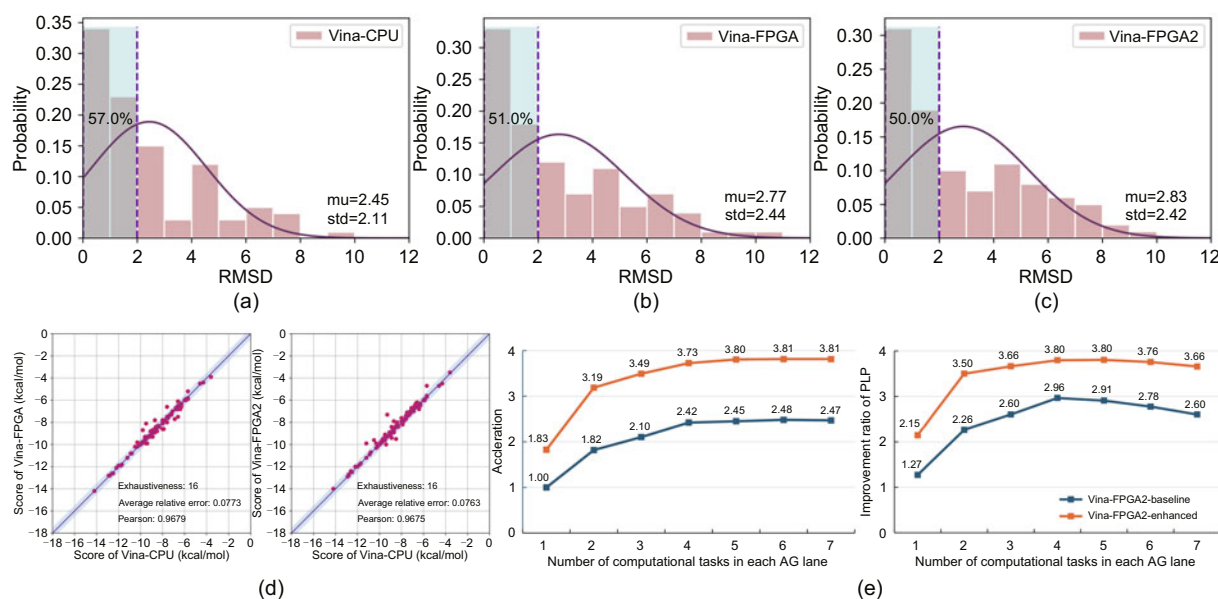 0.35
0.30
0.25
0.20
0.15
0.10
0.05
0.00
Probability
Vina-CPU
57.0%
mu=2.45
std=2.11
0 2 4 6 8 10 12
RMSD
(a)
0.30
0.25
0.20
0.15
0.10
0.05
0.00
Probability
Vina-FPGA
51.0%
mu=2.77
std=2.44
0 2 4 6 8 10 12
RMSD
(b)
0.30
0.25
0.20
0.15
0.10
0.05
0.00
Probability
Vina-FPGA2
50.0%
mu=2.83
std=2.42
0 2 4 6 8 10 12
RMSD
(c)
0
−2
−4
−6
−8
−10
−12
−14
−16
−18
Score of Vina-FPGA (kcal/mol)
Exhaustiveness: 16
Average relative error: 0.0773
Pearson: 0.9679
−18 −16 −14 −12 −10 −8 −6 −4 −2 0
Score of Vina-CPU (kcal/mol)
0
−2
−4
−6
−8
−10
−12
−14
−16
−18
Score of Vina-FPGA2 (kcal/mol)
Exhaustiveness: 16
Average relative error: 0.0763
Pearson: 0.9675
−18 −16 −14 −12 −10 −8 −6 −4 −2 0
Score of Vina-CPU (kcal/mol)
(d)
4
3
2
1
0
Accleration
1.83 3.19 3.49 3.73 3.80 3.81 3.81
1.00 1.82 2.10 2.42 2.45 2.48 2.47
1 2 3 4 5 6 7
Number of computational tasks in each AG lane
4
3
2
1
0
Improvement ratio of PLP
2.15 3.50 3.66 3.80 3.80 3.76 3.66
1.27 2.26 2.60 2.96 2.91 2.78 2.60
Vina-FPGA2-baseline
Vina-FPGA2-enhanced
1 2 3 4 5 6 7
Number of computational tasks in each AG lane
(e)